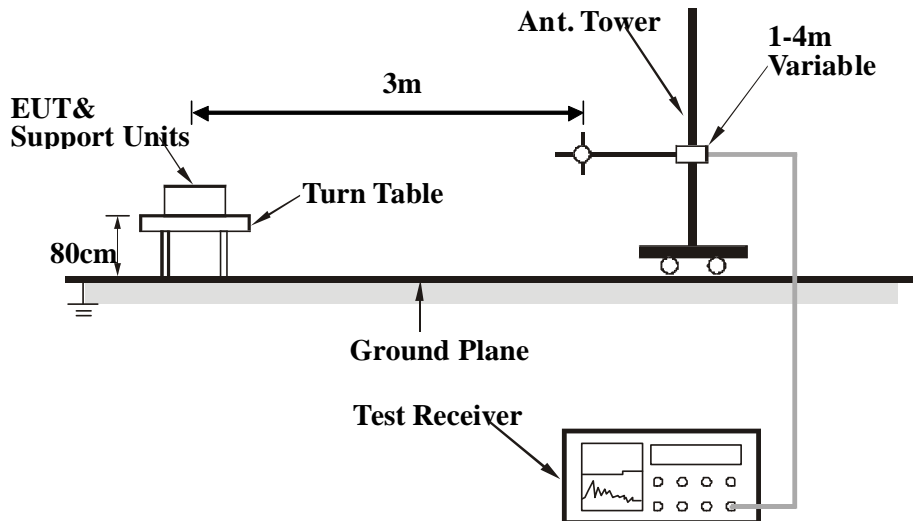 Ant. Tower
1-4m
Variable
3m
EUT&
Support Units
Turn Table
80cm
Ground Plane
Test Receiver